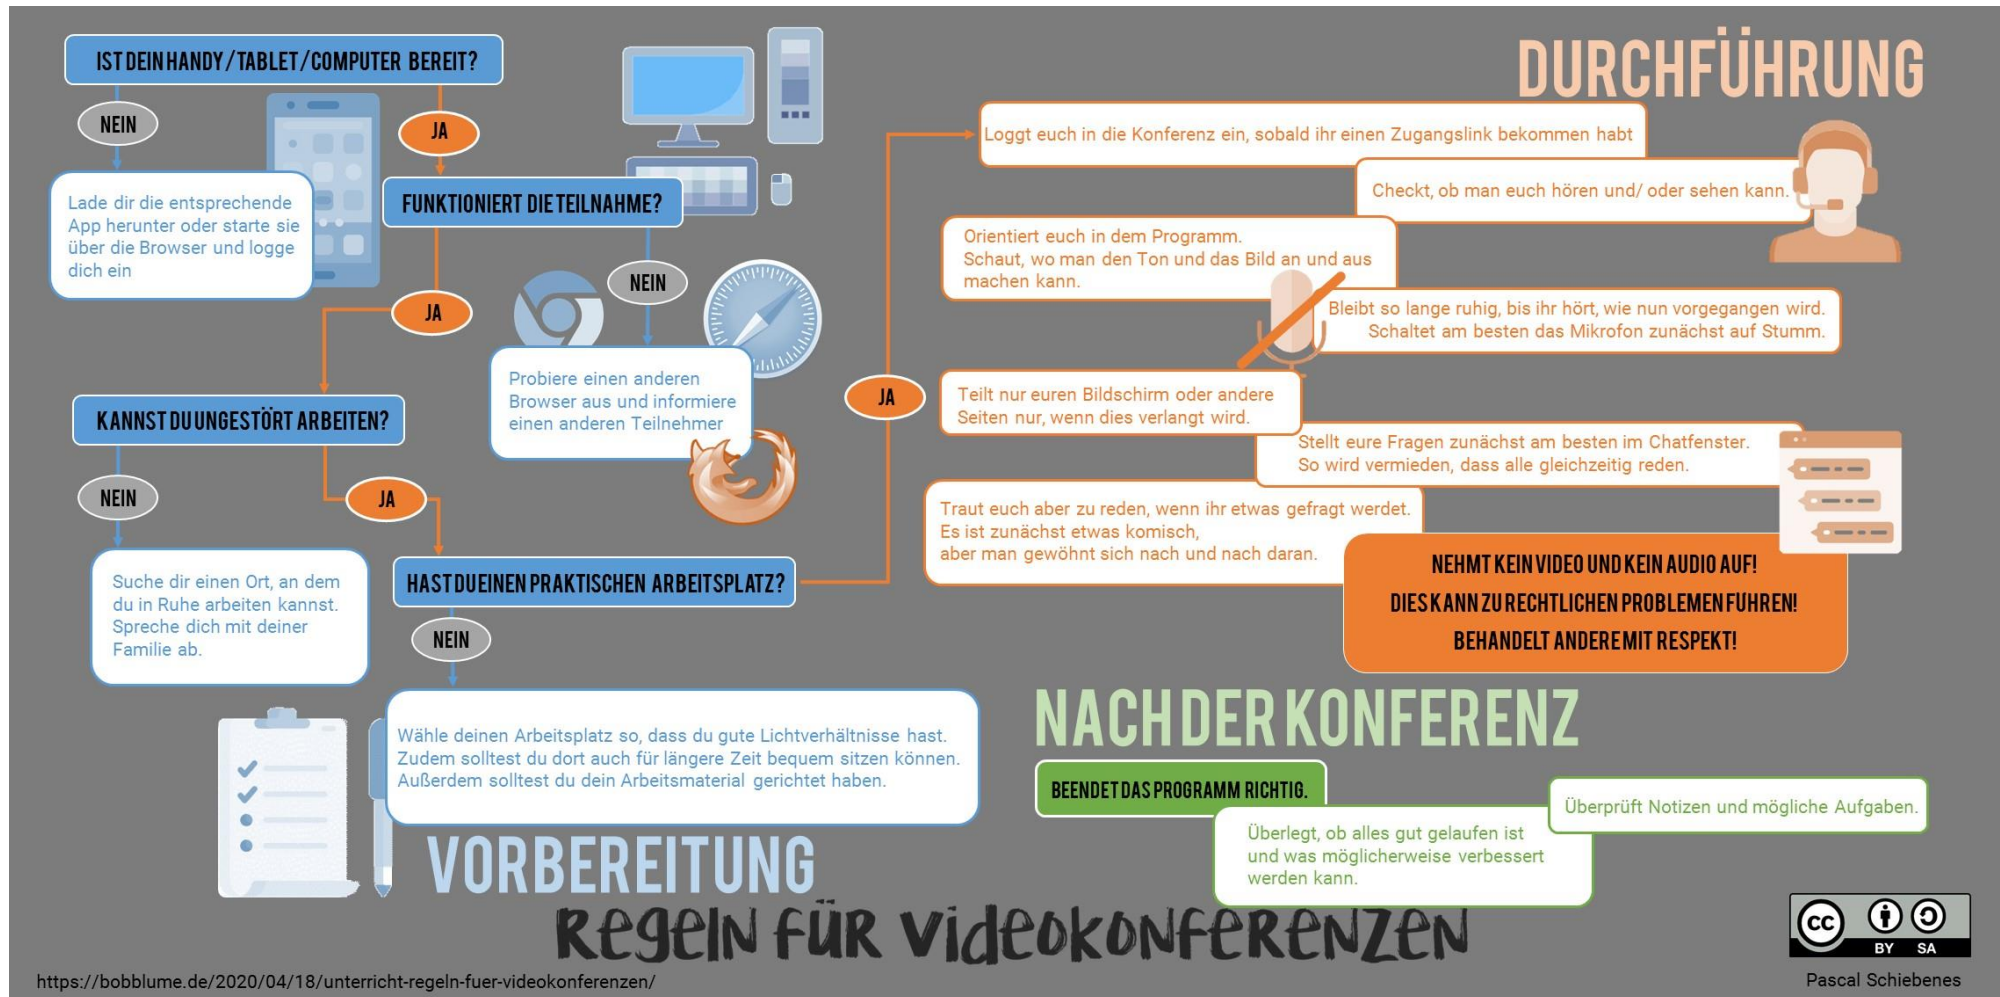 IST DEIN HANDY / TABLET / COMPUTER BEREIT?
NEIN
JA
Lade dir die entsprechende
App herunter oder starte sie
über die Browser und logge
dich ein
FUNKTIONIERT DIE TEILNAHME?
NEIN
JA
Probiere einen anderen
Browser aus und informiere
einen anderen Teilnehmer
KANNST DU UNGESTÖRT ARBEITEN?
NEIN
JA
Suche dir einen Ort, an dem
du in Ruhe arbeiten kannst.
Spreche dich mit deiner
Familie ab.
HAST DU EINEN PRAKTISCHEN ARBEITSPLATZ?
NEIN
JA
Wähle deinen Arbeitsplatz so, dass du gute Lichtverhältnisse hast.
Zudem solltest du dort auch für längere Zeit bequem sitzen können.
Außerdem solltest du dein Arbeitsmaterial gerichtet haben.
VORBEREITUNG
DURCHFÜHRUNG
Loggt euch in die Konferenz ein, sobald ihr einen Zugangslink bekommen habt
Checkt, ob man euch hören und/ oder sehen kann.
Orientiert euch in dem Programm.
Schaut, wo man den Ton und das Bild an und aus
machen kann.
Bleibt so lange ruhig, bis ihr hört, wie nun vorgegangen wird.
Schaltet am besten das Mikrofon zunächst auf Stumm.
Teilt nur euren Bildschirm oder andere
Seiten nur, wenn dies verlangt wird.
Stellt eure Fragen zunächst am besten im Chatfenster.
So wird vermieden, dass alle gleichzeitig reden.
Traut euch aber zu reden, wenn ihr etwas gefragt werdet.
Es ist zunächst etwas komisch,
aber man gewöhnt sich nach und nach daran.
NEHMT KEIN VIDEO UND KEIN AUDIO AUF!
DIES KANN ZU RECHTLICHEN PROBLEMEN FÜHREN!
BEHANDELT ANDERE MIT RESPEKT!
NACH DER KONFERENZ
BEENDET DAS PROGRAMM RICHTIG.
Überlegt, ob alles gut gelaufen ist
und was möglicherweise verbessert
werden kann.
Überprüft Notizen und mögliche Aufgaben.
REGELN FÜR VIDEOKONFERENZEN
https://bobblume.de/2020/04/18/unterricht-regeln-fuer-videokonferenzen/
cc
BY SA
Pascal Schiebenes